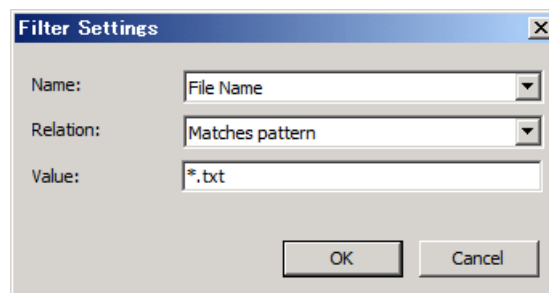 Filter Settings
Name: File Name
Relation: Matches pattern
Value: *.txt
OK Cancel